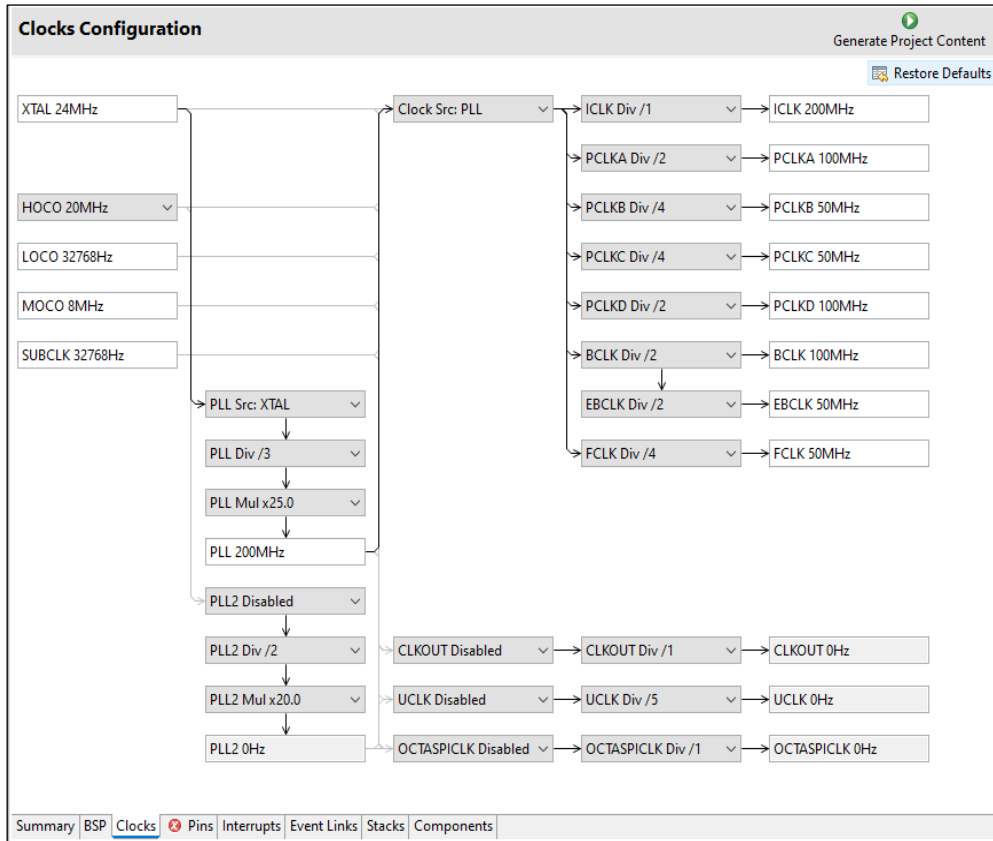 Clocks Configuration
Generate Project Content
Restore Defaults
XTAL 24MHz
Clock Src: PLL
ICLK Div /1
ICLK 200MHz
PCLKA Div /2
PCLKA 100MHz
HOCO 20MHz
PCLKB Div /4
PCLKB 50MHz
LOCO 32768Hz
PCLKC Div /4
PCLKC 50MHz
MOCO 8MHz
PCLKD Div /2
PCLKD 100MHz
SUBCLK 32768Hz
BCLK Div /2
BCLK 100MHz
PLL Src: XTAL
EBCLK Div /2
EBCLK 50MHz
PLL Div /3
FCLK Div /4
FCLK 50MHz
PLL Mul x25.0
PLL 200MHz
PLL2 Disabled
PLL2 Div /2
CLKOUT Disabled
CLKOUT Div /1
CLKOUT 0Hz
PLL2 Mul x20.0
UCLK Disabled
UCLK Div /5
UCLK 0Hz
PLL2 0Hz
OCTASPICLK Disabled
OCTASPICLK Div /1
OCTASPICLK 0Hz
Summary BSP Clocks Pins Interrupts Event Links Stacks Components